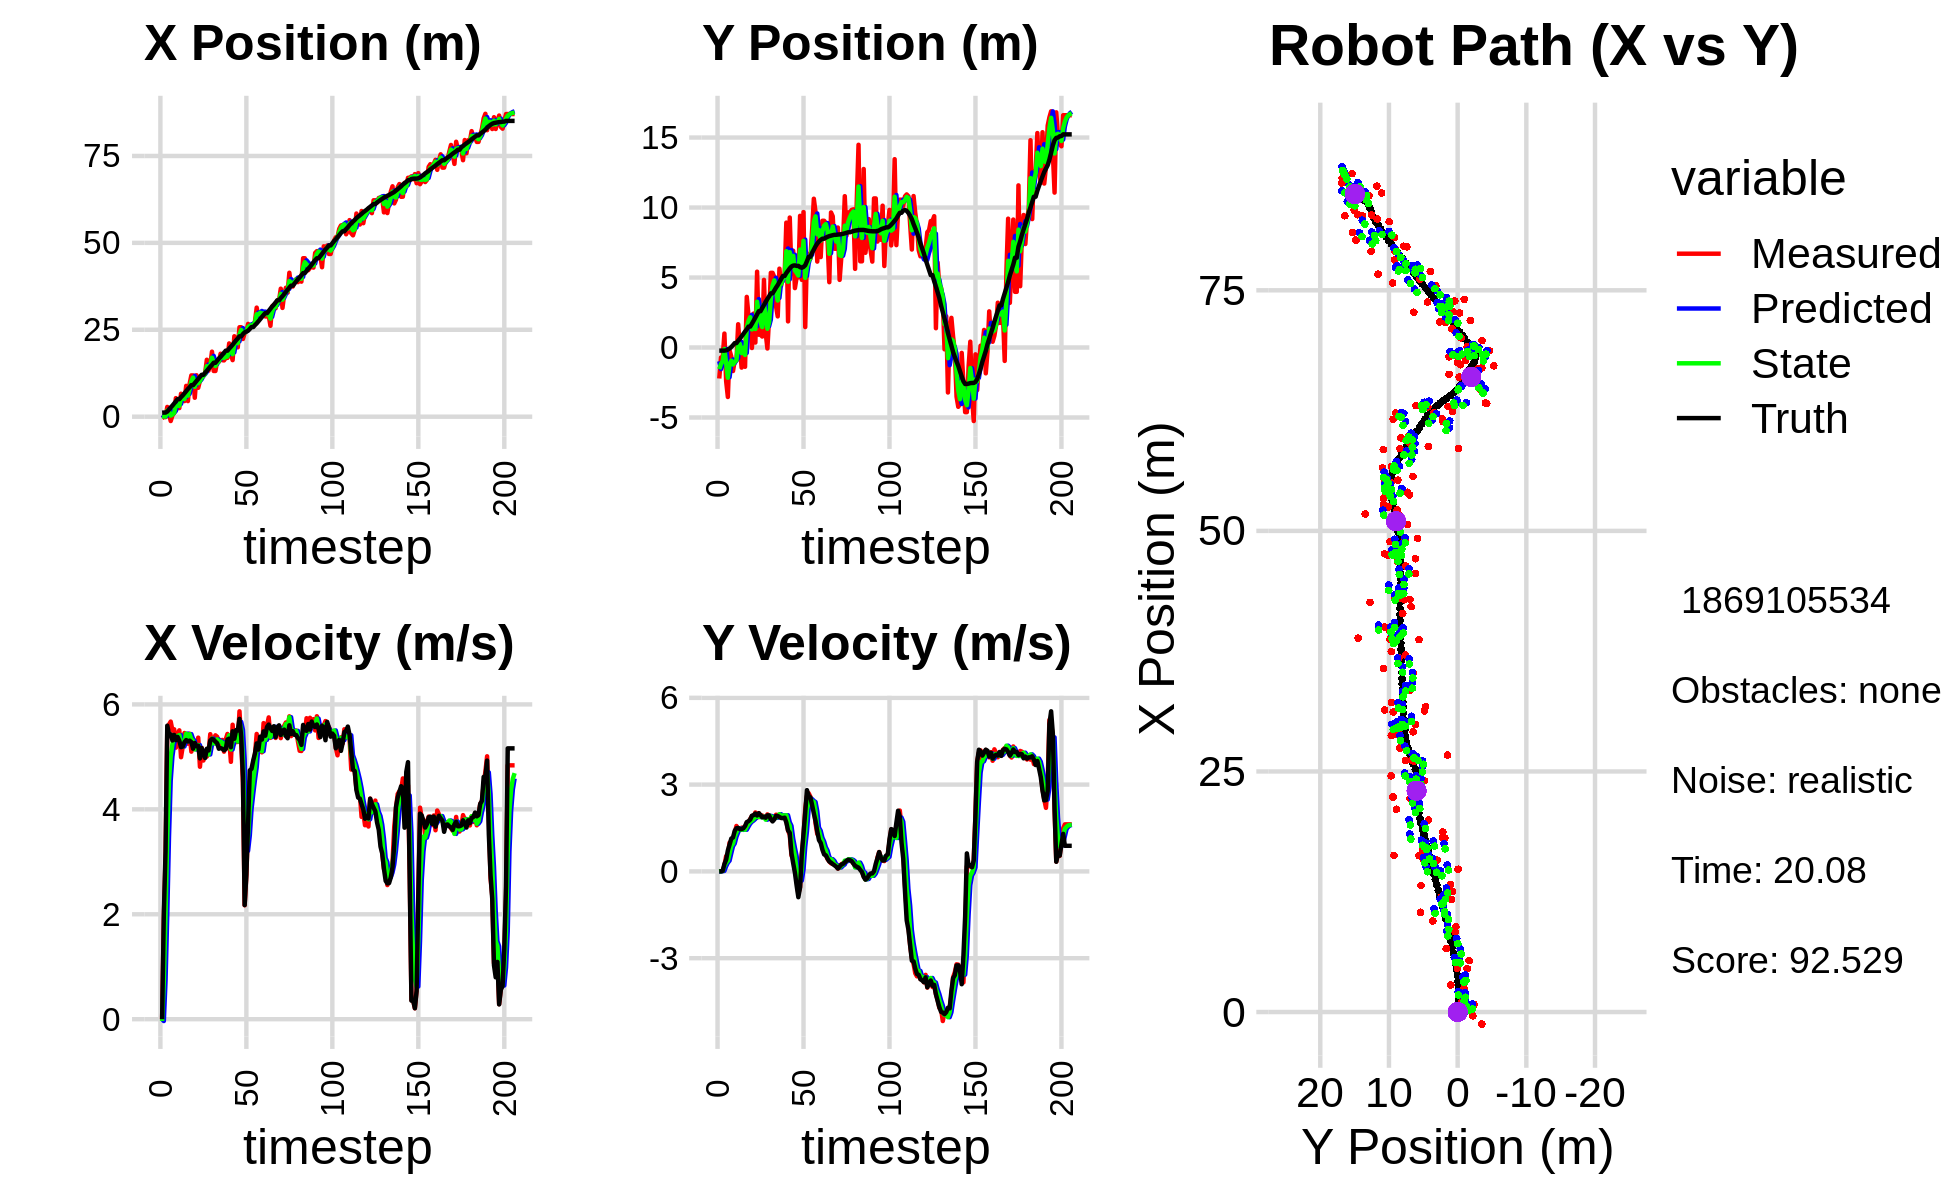 X Position (m)
75
50
25
0
0
50
100
150
200
timestep
Y Position (m)
15
10
5
0
-5
0
50
100
150
200
timestep
X Velocity (m/s)
6
4
2
0
0
50
100
150
200
timestep
Y Velocity (m/s)
6
3
0
-3
0
50
100
150
200
timestep
Robot Path (X vs Y)
X Position (m)
75
50
25
0
20 10 0 -10 -20
Y Position (m)
variable
Measured
Predicted
State
Truth
1869105534
Obstacles: none
Noise: realistic
Time: 20.08
Score: 92.529